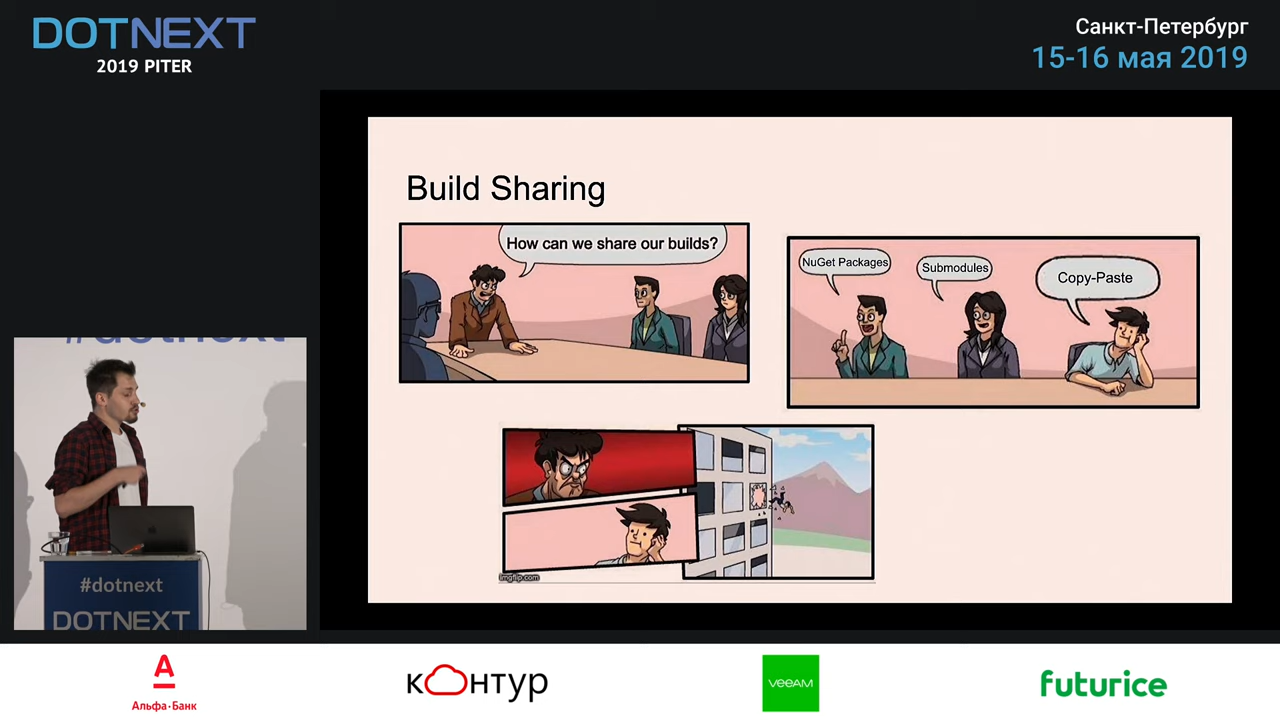 DOTNEXT
2019 PITER
Санкт-Петербург
15-16 мая 2019
Build Sharing
How can we share our builds?
NuGet Packages
Submodules
Copy-Paste
imgflip.com
#dotnext
#dotnext
DOTNEXT
Альфа·Банк
контур
veeam
futurice